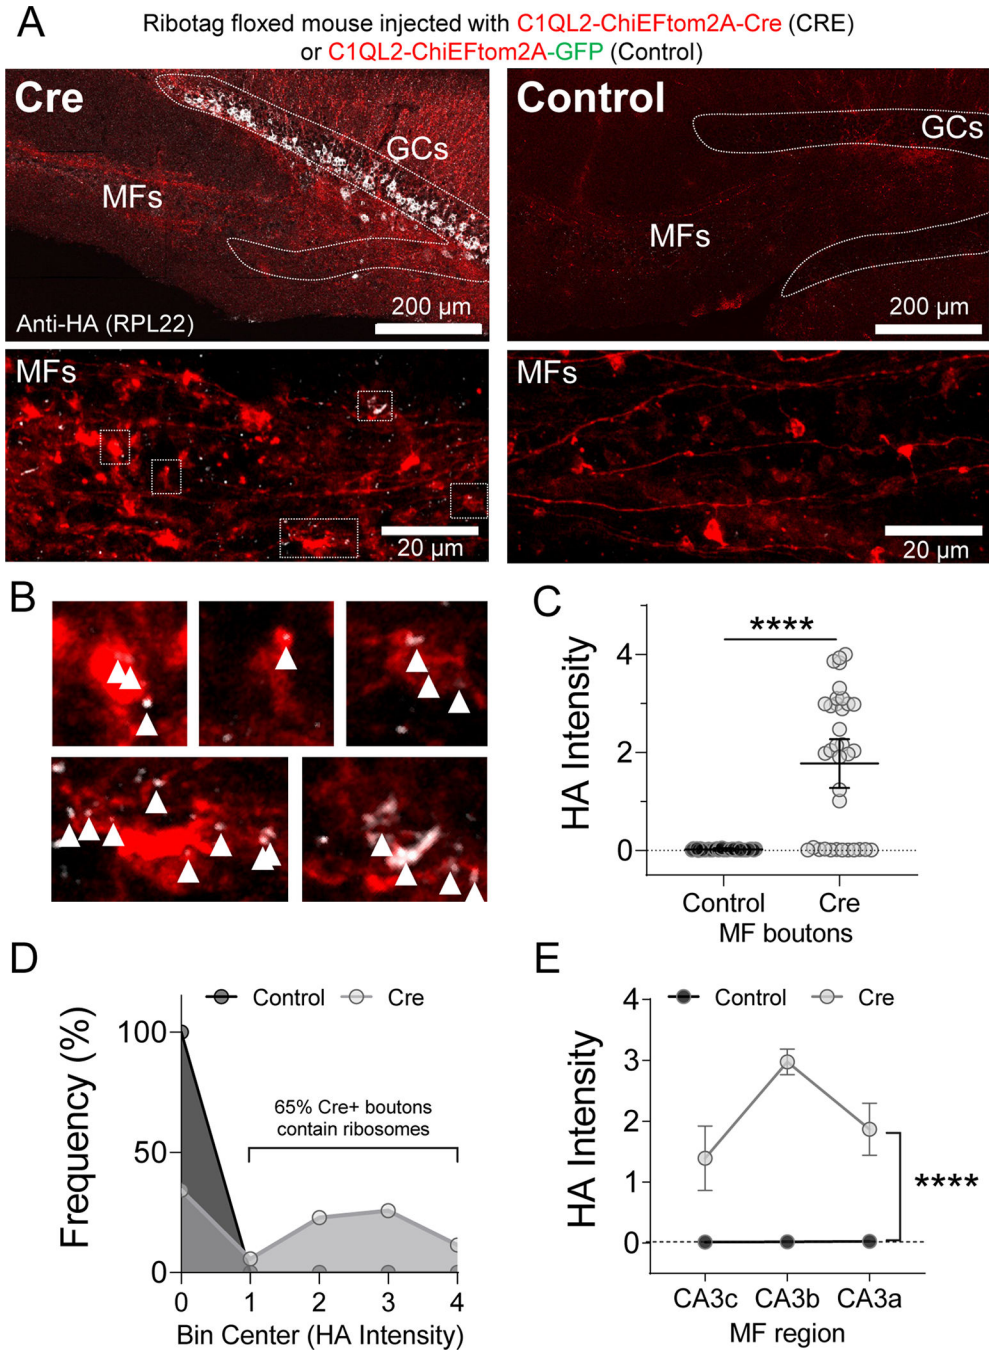 A
Ribotag floxed mouse injected with C1QL2-ChiEFtom2A-Cre (CRE)
or C1QL2-ChiEFtom2A-GFP (Control)
Cre
GCs
MFs
200 µm
Anti-HA (RPL22)
Control
GCs
MFs
200 µm
MFs
20 µm
MFs
20 µm
B
C
****
HA Intensity
4
2
0
Control
Cre
MF boutons
D
Control
Cre
Frequency (%)
100
50
0
65% Cre+ boutons
contain ribosomes
0 1 2 3 4
Bin Center (HA Intensity)
E
Control
Cre
HA Intensity
4
3
2
1
0
****
CA3c CA3b CA3a
MF region